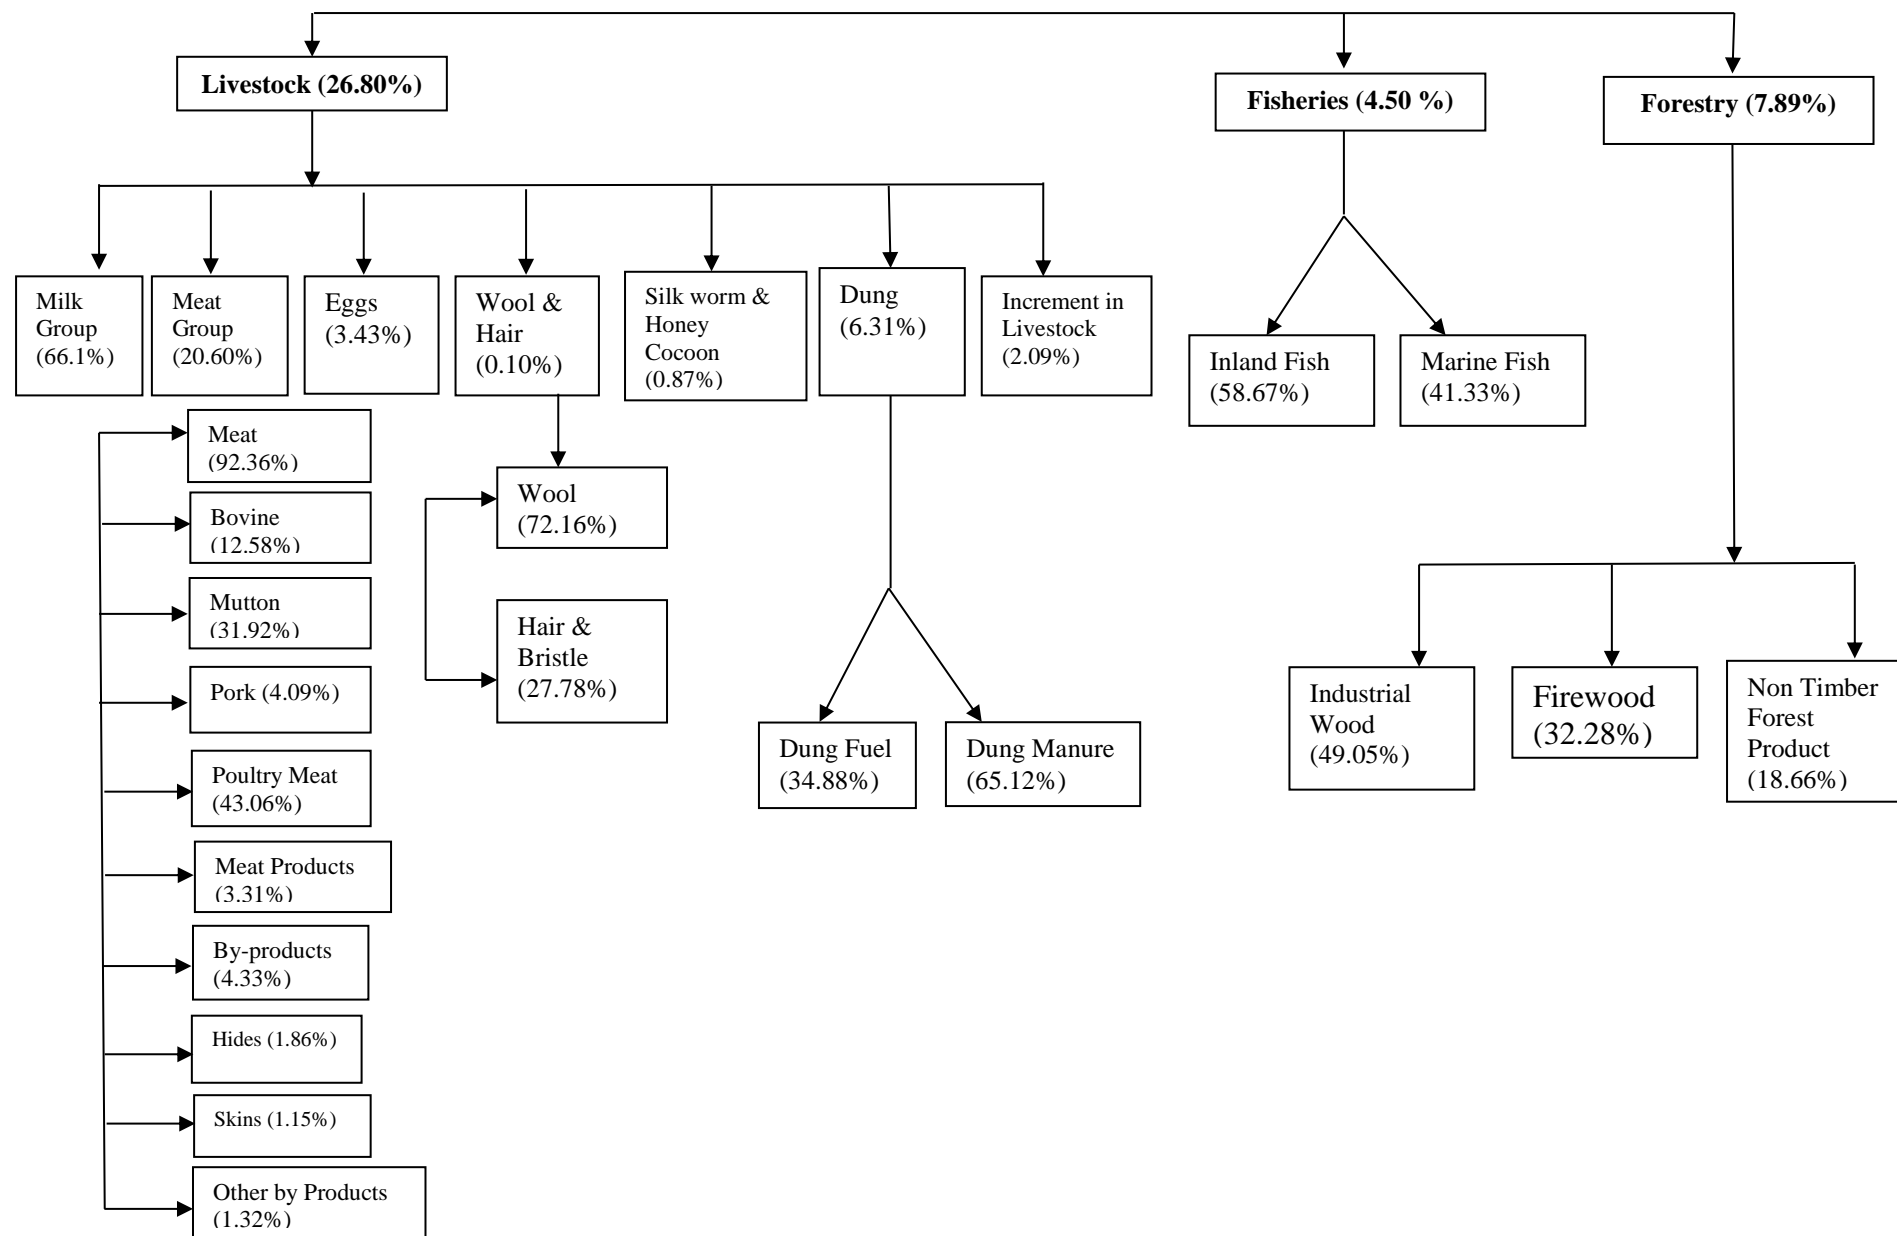 Livestock (26.80%)
Fisheries (4.50 %)
Forestry (7.89%)
Milk
Group
(66.1%)
Meat
Group
(20.60%)
Eggs
(3.43%)
Wool &
Hair
(0.10%)
Silk worm &
Honey
Cocoon
(0.87%)
Dung
(6.31%)
Increment in
Livestock
(2.09%)
Inland Fish
(58.67%)
Marine Fish
(41.33%)
Meat
(92.36%)
Bovine
(12.58%)
Mutton
(31.92%)
Pork (4.09%)
Poultry Meat
(43.06%)
Meat Products
(3.31%)
By-products
(4.33%)
Hides (1.86%)
Skins (1.15%)
Other by Products
(1.32%)
Wool
(72.16%)
Hair &
Bristle
(27.78%)
Dung Fuel
(34.88%)
Dung Manure
(65.12%)
Industrial
Wood
(49.05%)
Firewood
(32.28%)
Non Timber
Forest
Product
(18.66%)